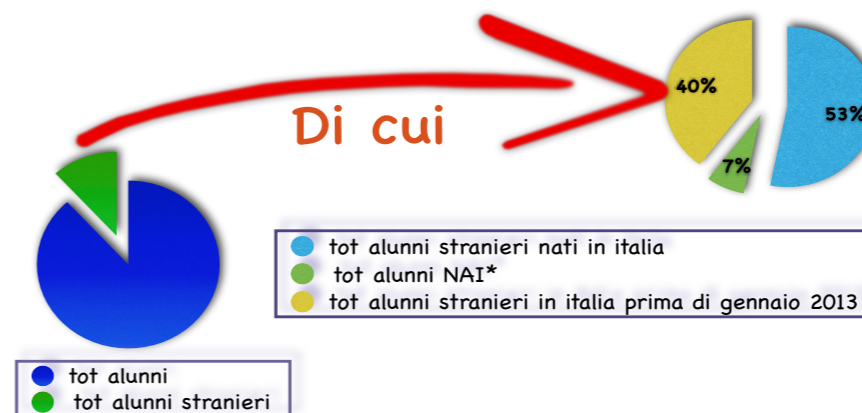 40%
53%
7%
Di cui
tot alunni stranieri nati in italia
tot alunni NAI*
tot alunni stranieri in italia prima di gennaio 2013
tot alunni
tot alunni stranieri